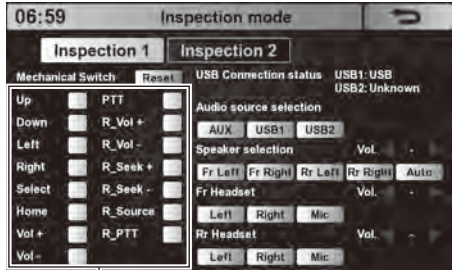 06:59 Inspection mode
Inspection 1 Inspection 2
Mechanical Switch Reset
Up PTT
Down R_Vol +
Left R_Vol -
Right R_Seek +
Select R_Seek -
Home R_Source
Vol + R_PTT
Vol -
USB Connection status USB1: USB
USB2: Unknown
Audio source selection
AUX USB1 USB2
Speaker selection Vol. -
Fr Left Fr Right Rr Left Rr Right Auto
Fr Headset Vol. -
Left Right Mic
Rr Headset Vol. -
Left Right Mic